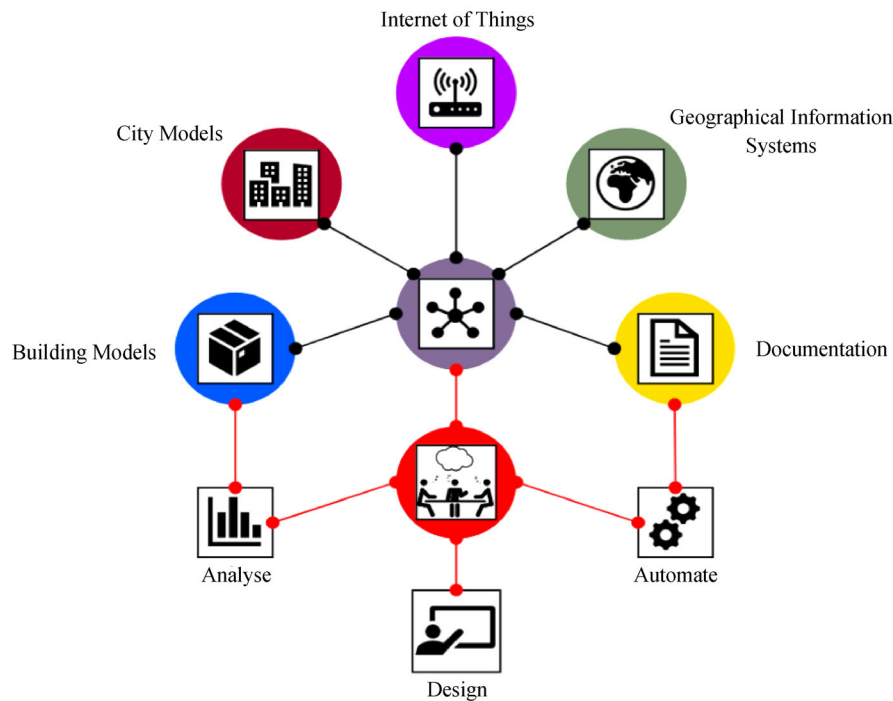 Internet of Things
City Models
Geographical Information
Systems
Building Models
Documentation
Analyse
Automate
Design